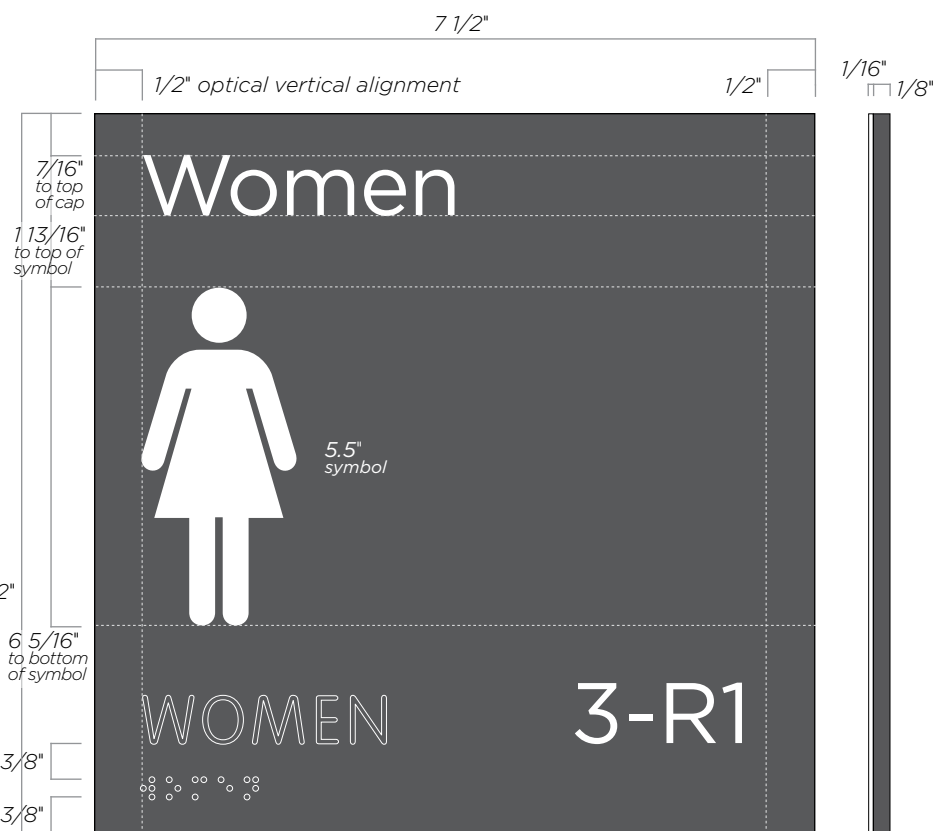 7 1/2"
1/2" optical vertical alignment
1/2"
1/16"
1/8"
7/16"
to top
of cap
Women
1 13/16"
to top of
symbol
5.5"
symbol
6 5/16"
to bottom
of symbol
WOMEN
3-R1
3/8"
⠺⠕⠍⠑⠝
3/8"